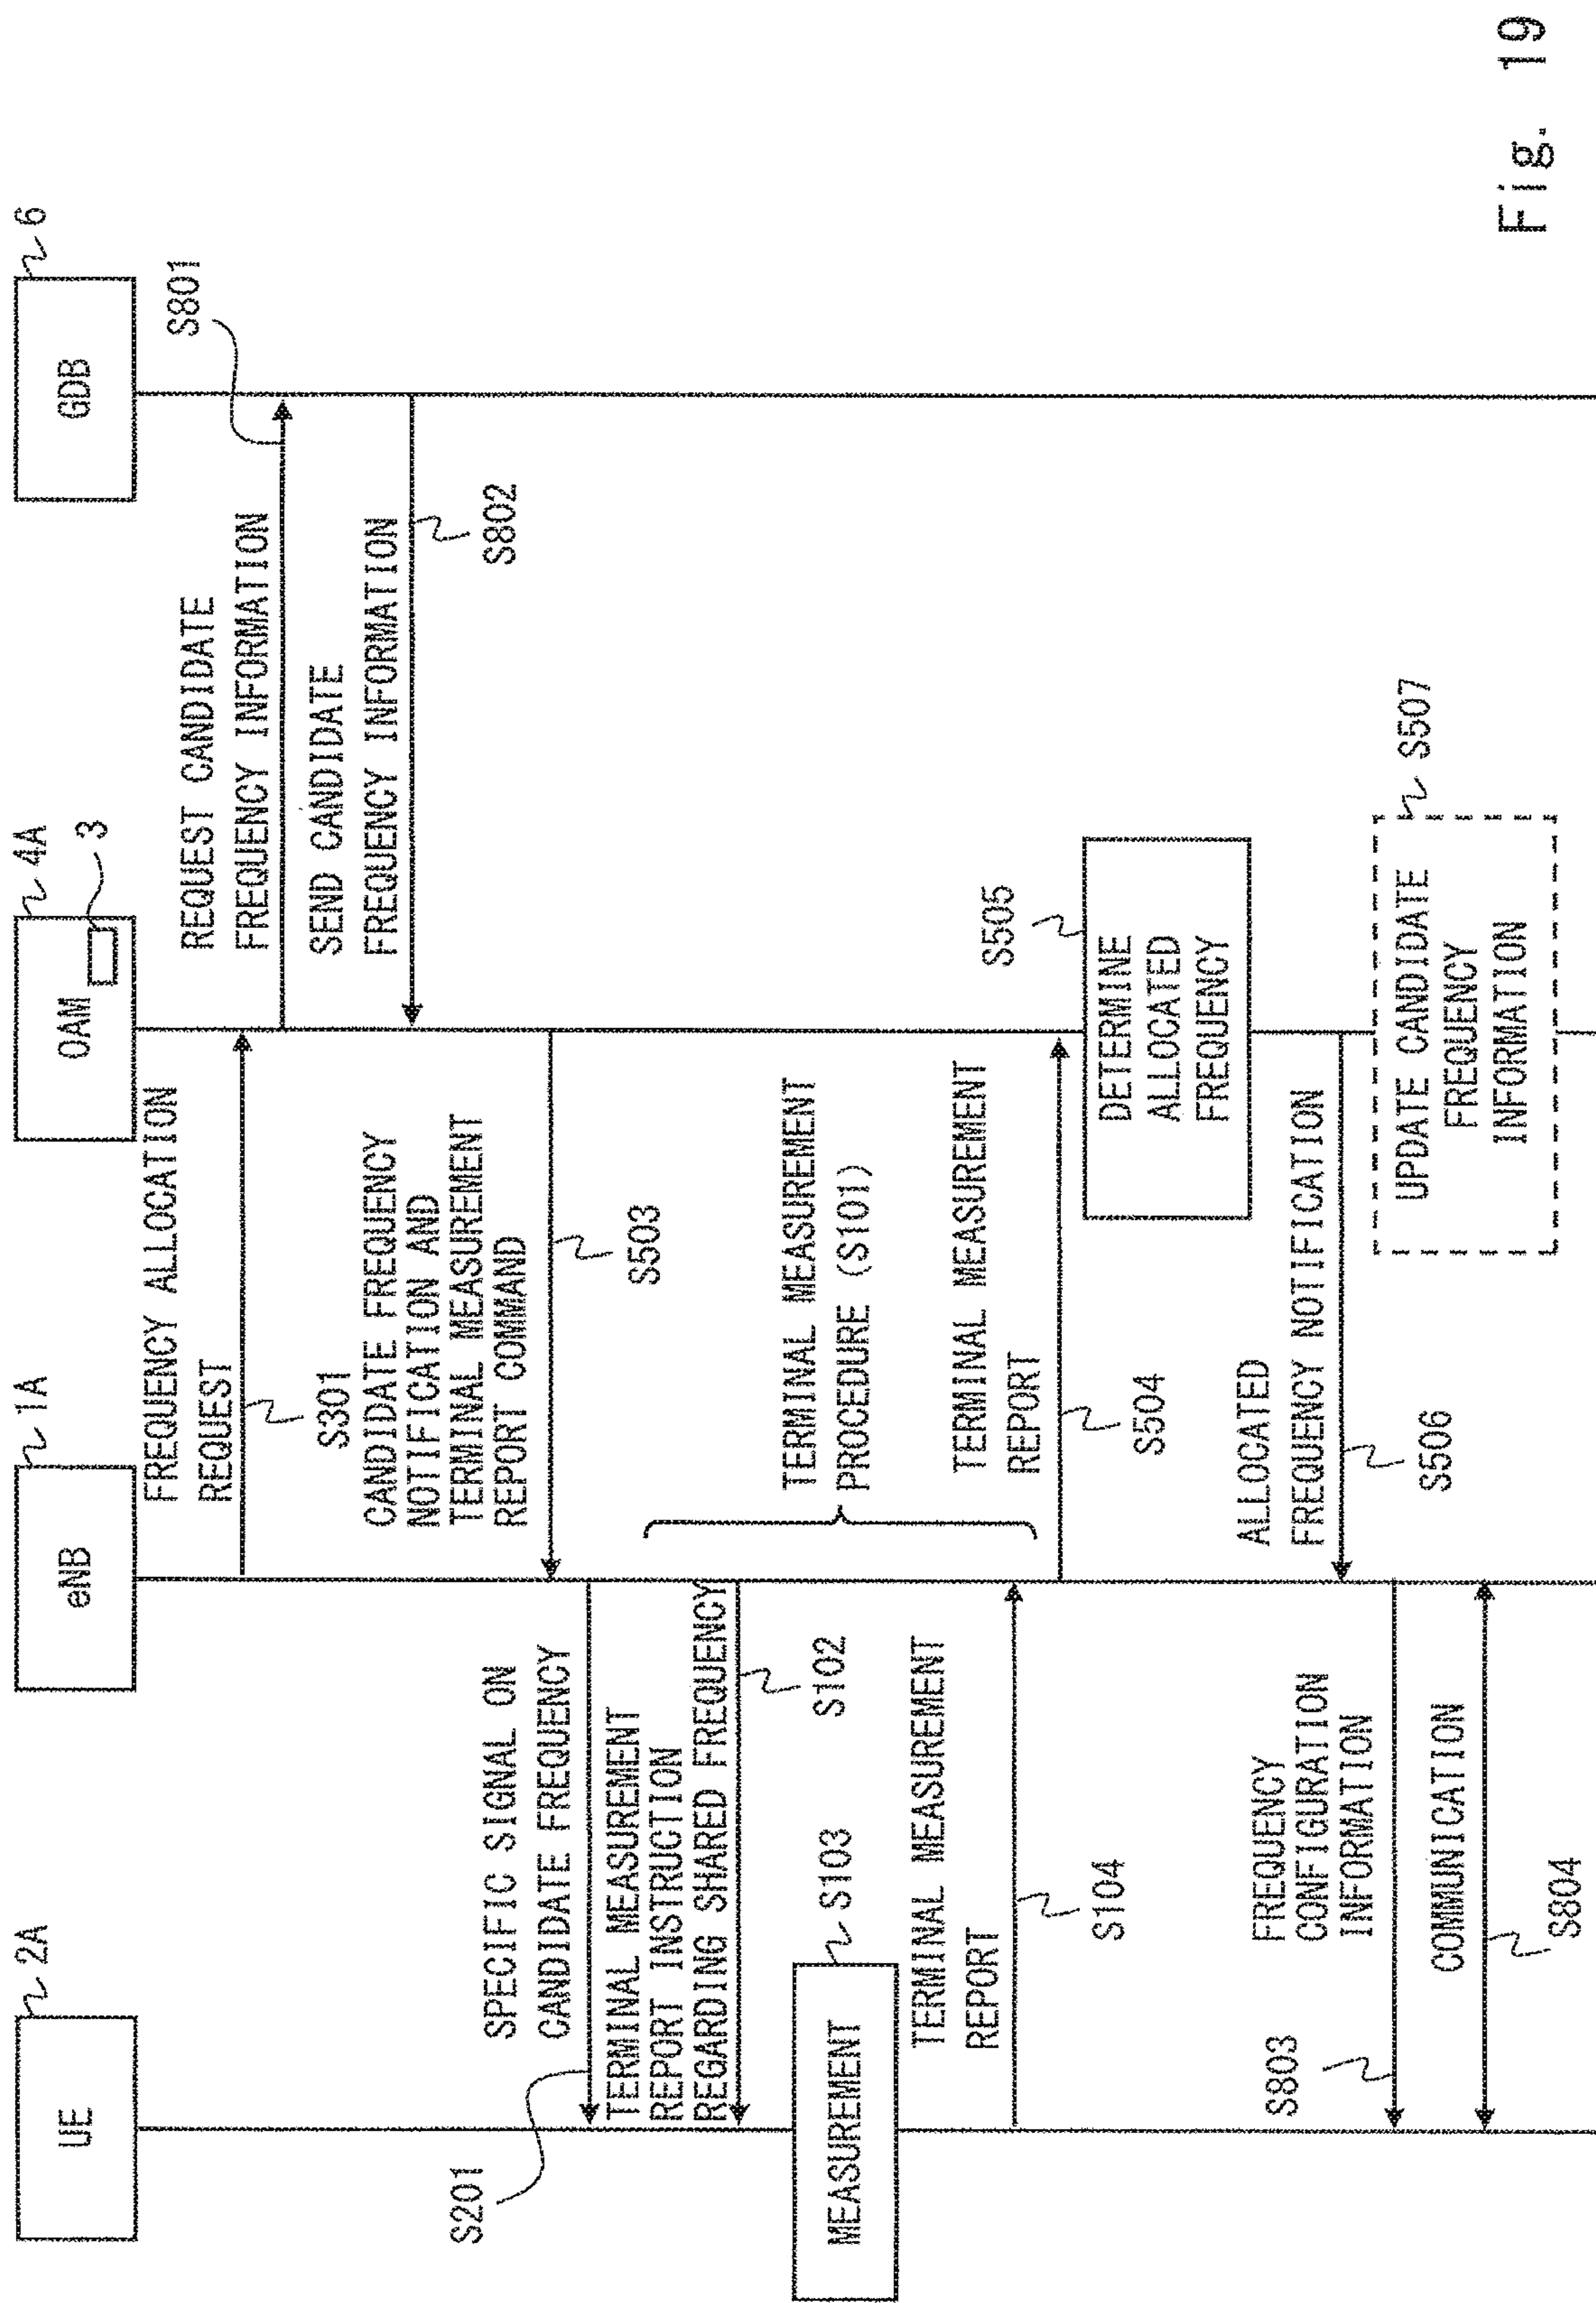 UE
2A
eNB
1A
OAM
4A
3
GDB
6
FREQUENCY ALLOCATION
REQUEST
S301
REQUEST CANDIDATE
FREQUENCY INFORMATION
S801
SEND CANDIDATE
FREQUENCY INFORMATION
S802
CANDIDATE FREQUENCY
NOTIFICATION AND
TERMINAL MEASUREMENT
REPORT COMMAND
S503
SPECIFIC SIGNAL ON
CANDIDATE FREQUENCY
S201
TERMINAL MEASUREMENT
REPORT INSTRUCTION
REGARDING SHARED FREQUENCY
S102
TERMINAL MEASUREMENT
PROCEDURE (S101)
MEASUREMENT
S103
TERMINAL MEASUREMENT
REPORT
S104
TERMINAL MEASUREMENT
REPORT
S504
DETERMINE
ALLOCATED
FREQUENCY
S505
ALLOCATED
FREQUENCY NOTIFICATION
S506
FREQUENCY
CONFIGURATION
INFORMATION
S803
UPDATE CANDIDATE
FREQUENCY
INFORMATION
S507
COMMUNICATION
S804
Fig. 19